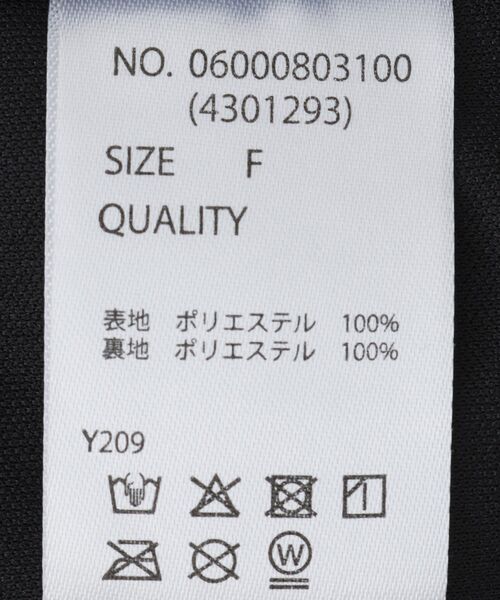 NO. 06000803100
(4301293)
SIZE F
QUALITY
表地 ポリエステル 100%
裏地 ポリエステル 100%
Y209
W